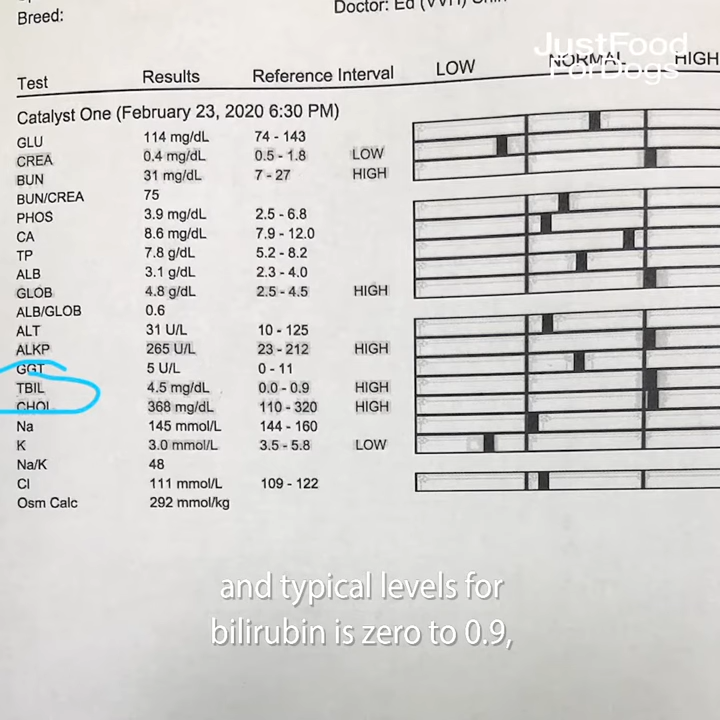 Doctor: Ed
Breed:
JustFood
ForDogs
Test Results Reference Interval LOW NORMAL HIGH
Catalyst One (February 23, 2020 6:30 PM)
GLU 114 mg/dL 74 - 143
CREA 0.4 mg/dL 0.5 - 1.8 LOW
BUN 31 mg/dL 7 - 27 HIGH
BUN/CREA 75
PHOS 3.9 mg/dL 2.5 - 6.8
CA 8.6 mg/dL 7.9 - 12.0
TP 7.8 g/dL 5.2 - 8.2
ALB 3.1 g/dL 2.3 - 4.0
GLOB 4.8 g/dL 2.5 - 4.5 HIGH
ALB/GLOB 0.6
ALT 31 U/L 10 - 125
ALKP 265 U/L 23 - 212 HIGH
GGT 5 U/L 0 - 11
TBIL 4.5 mg/dL 0.0 - 0.9 HIGH
CHOL 368 mg/dL 110 - 320 HIGH
Na 145 mmol/L 144 - 160
K 3.0 mmol/L 3.5 - 5.8 LOW
Na/K 48
Cl 111 mmol/L 109 - 122
Osm Calc 292 mmol/kg
and typical levels for
bilirubin is zero to 0.9,